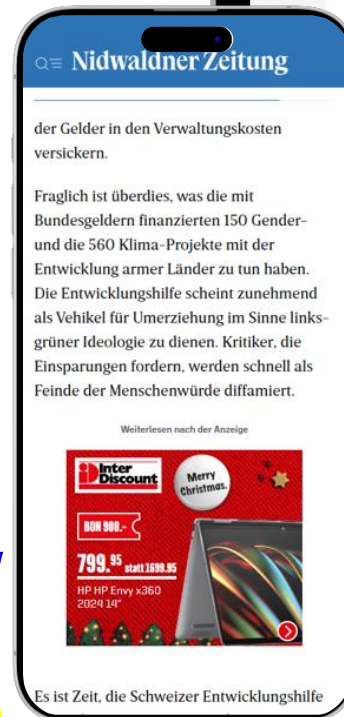 Nidwaldner Zeitung
der Gelder in den Verwaltungskosten
versickern.
Fraglich ist überdies, was die mit
Bundesgeldern finanzierten 150 Gender-
und die 560 Klima-Projekte mit der
Entwicklung armer Länder zu tun haben.
Die Entwicklungshilfe scheint zunehmend
als Vehikel für Umerziehung im Sinne links-
grüner Ideologie zu dienen. Kritiker, die
Einsparungen fordern, werden schnell als
Feinde der Menschenwürde diffamiert.
Weiterlesen nach der Anzeige
iD Inter
Discount
Merry
Christmas.
BON 900.-
799.95 statt 1699.95
HP HP Envy x360
2024 14"
Es ist Zeit, die Schweizer Entwicklungshilfe